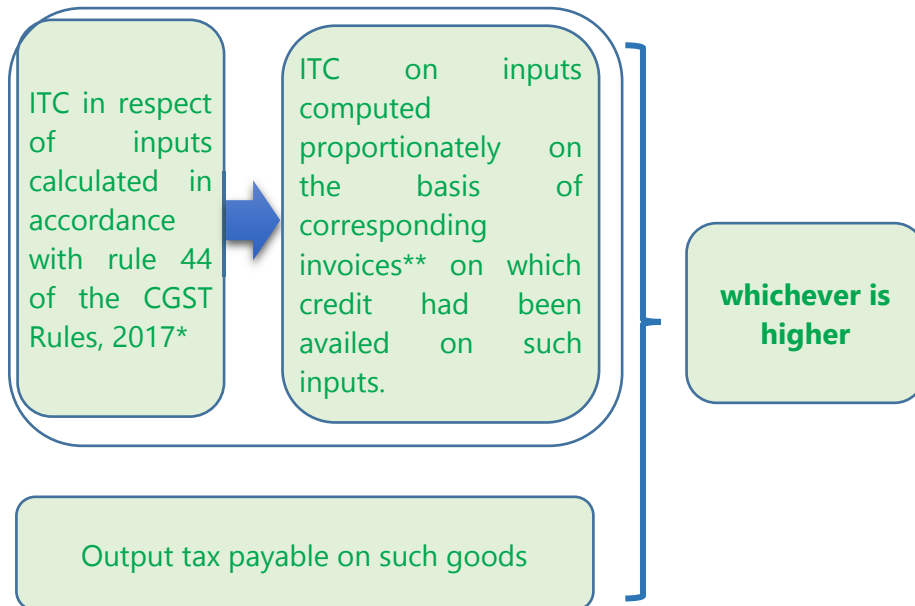 ITC in respect
of inputs
calculated in
accordance
with rule 44
of the CGST
Rules, 2017*
ITC on inputs
computed
proportionately on
the basis of
corresponding
invoices** on which
credit had been
availed on such
inputs.
whichever is
higher
Output tax payable on such goods